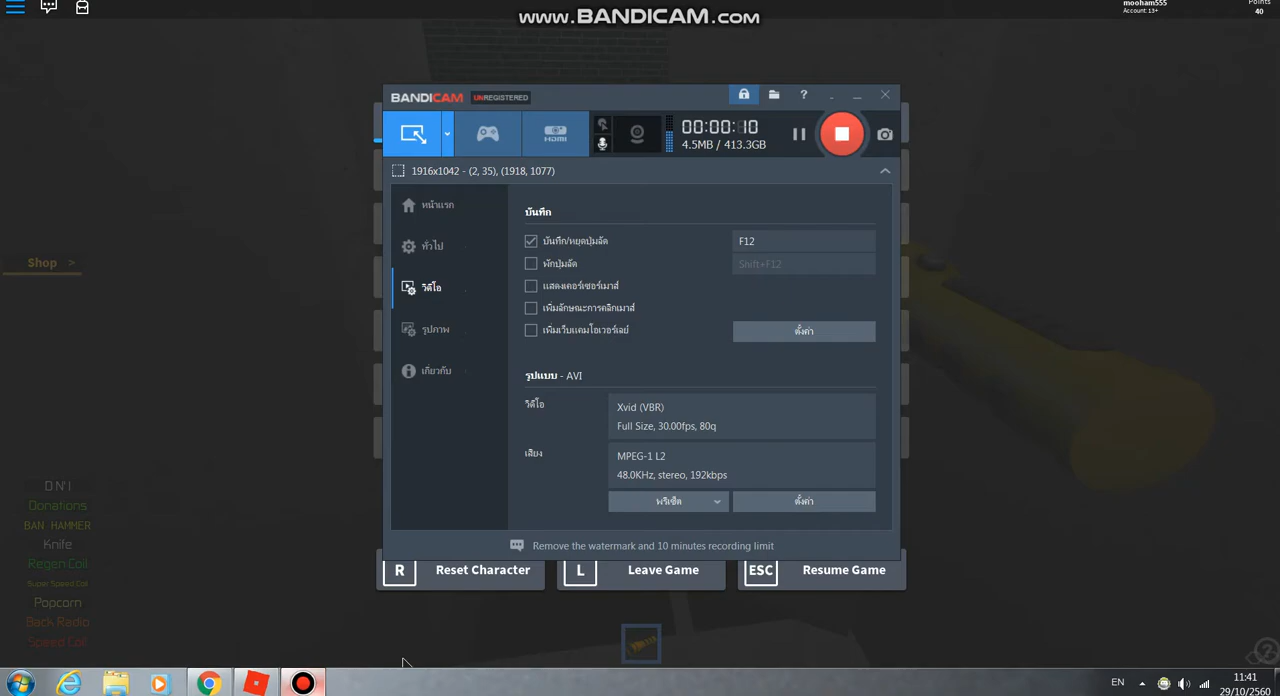 www.BANDICAM.com
mooham555
Account: 13+
Points
40
BANDICAM UNREGISTERED
?
HDMI
00:00:10
4.5MB / 413.3GB
1916x1042 - (2, 35), (1918, 1077)
หน้าแรก
ทั่วไป
วิดีโอ
รูปภาพ
เกี่ยวกับ
บันทึก
บันทึก/หยุดปุ่มลัด F12
พักปุ่มลัด Shift+F12
แสดงเคอร์เซอร์เมาส์
เพิ่มลักษณะการคลิกเมาส์
เพิ่มเว็บแคมโอเวอร์เลย์ ตั้งค่า
รูปแบบ - AVI
วิดีโอ
Xvid (VBR)
Full Size, 30.00fps, 80q
เสียง
MPEG-1 L2
48.0KHz, stereo, 192kbps
พรีเซ็ต ตั้งค่า
Remove the watermark and 10 minutes recording limit
Shop >
D N' I
Donations
BAN HAMMER
Knife
Regen Coil
Super Speed Coil
Popcorn
Back Radio
Speed Coil
R Reset Character
L Leave Game
ESC Resume Game
?
EN
11:41
29/10/2560